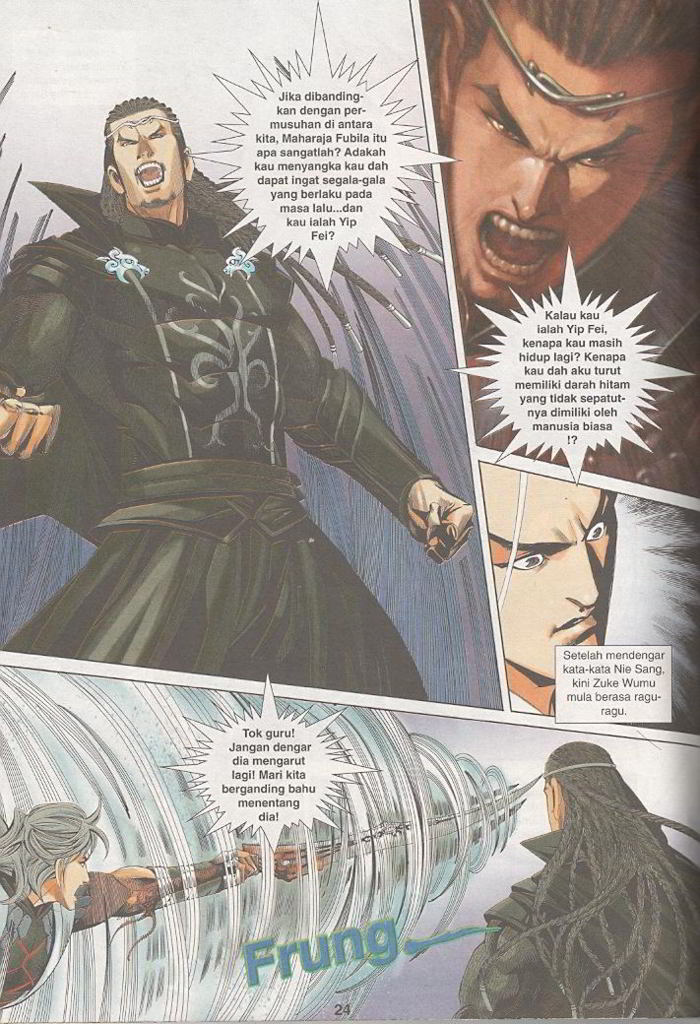 Jika dibanding-
kan dengan per-
musuhan di antara
kita, Maharaja Fubila itu
apa sangatlah? Adakah
kau menyangka kau dah
dapat ingat segala-gala
yang berlaku pada
masa lalu...dan
kau ialah Yip
Fei?
Kalau kau
ialah Yip Fei,
kenapa kau masih
hidup lagi? Kenapa
kau dah aku turut
memiliki darah hitam
yang tidak sepatut-
nya dimiliki oleh
manusia biasa
!?
Setelah mendengar
kata-kata Nie Sang,
kini Zuke Wumu
mula berasa ragu-
ragu.
Tok guru!
Jangan dengar
dia mengarut
lagi! Mari kita
berganding bahu
menentang
dia!
Frung
24